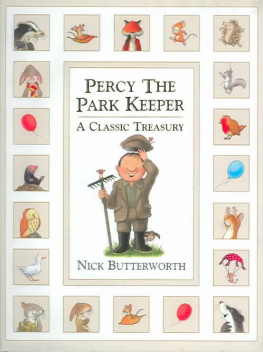 PERCY THE
PARK KEEPER
A CLASSIC TREASURY
NICK BUTTERWORTH